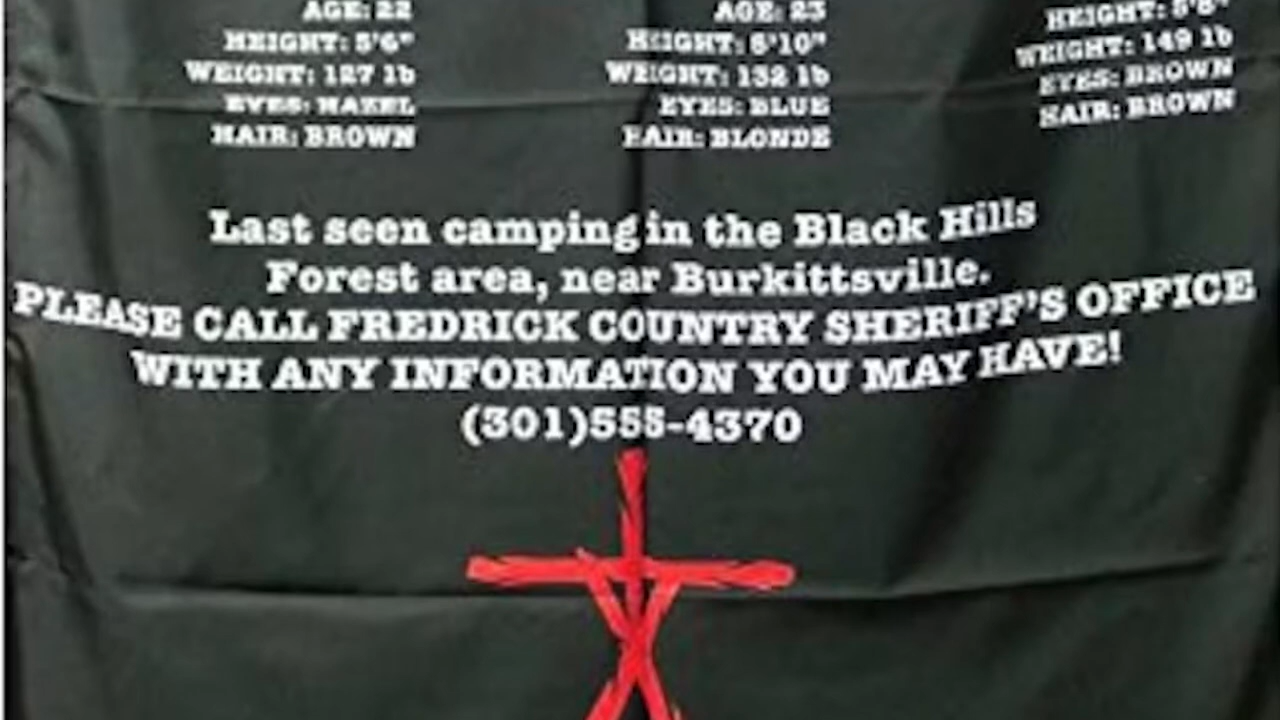 AGE: 22 AGE: 23 HEIGHT: 5'8"
HEIGHT: 5'6" HEIGHT: 5'10" WEIGHT: 149 lb
WEIGHT: 127 lb WEIGHT: 132 lb EYES: BROWN
EYES: HAZEL EYES: BLUE HAIR: BROWN
HAIR: BROWN HAIR: BLONDE
Last seen camping in the Black Hills
Forest area, near Burkittsville.
PLEASE CALL FREDRICK COUNTRY SHERIFF'S OFFICE
WITH ANY INFORMATION YOU MAY HAVE!
(301)555-4370